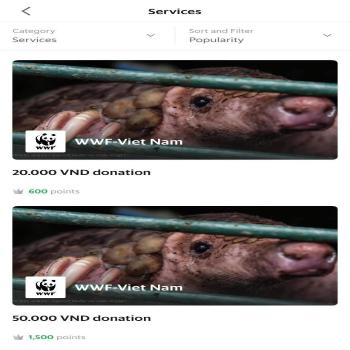 Services
Category
Services
Sort and Filter
Popularity
WWF
WWF-Viet Nam
20.000 VND donation
600 points
WWF
WWF-Viet Nam
50.000 VND donation
1,500 points